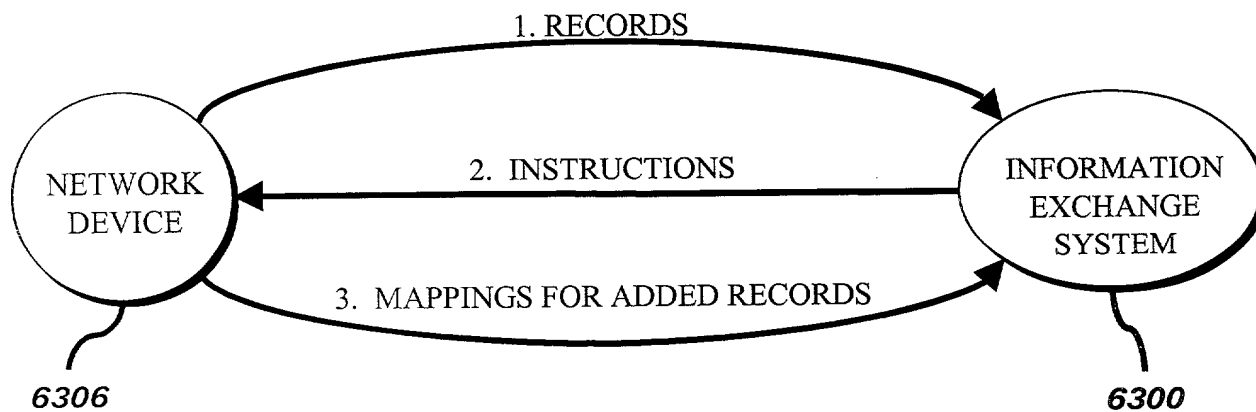 1. RECORDS
NETWORK
DEVICE
2. INSTRUCTIONS
INFORMATION
EXCHANGE
SYSTEM
3. MAPPINGS FOR ADDED RECORDS
6306
6300